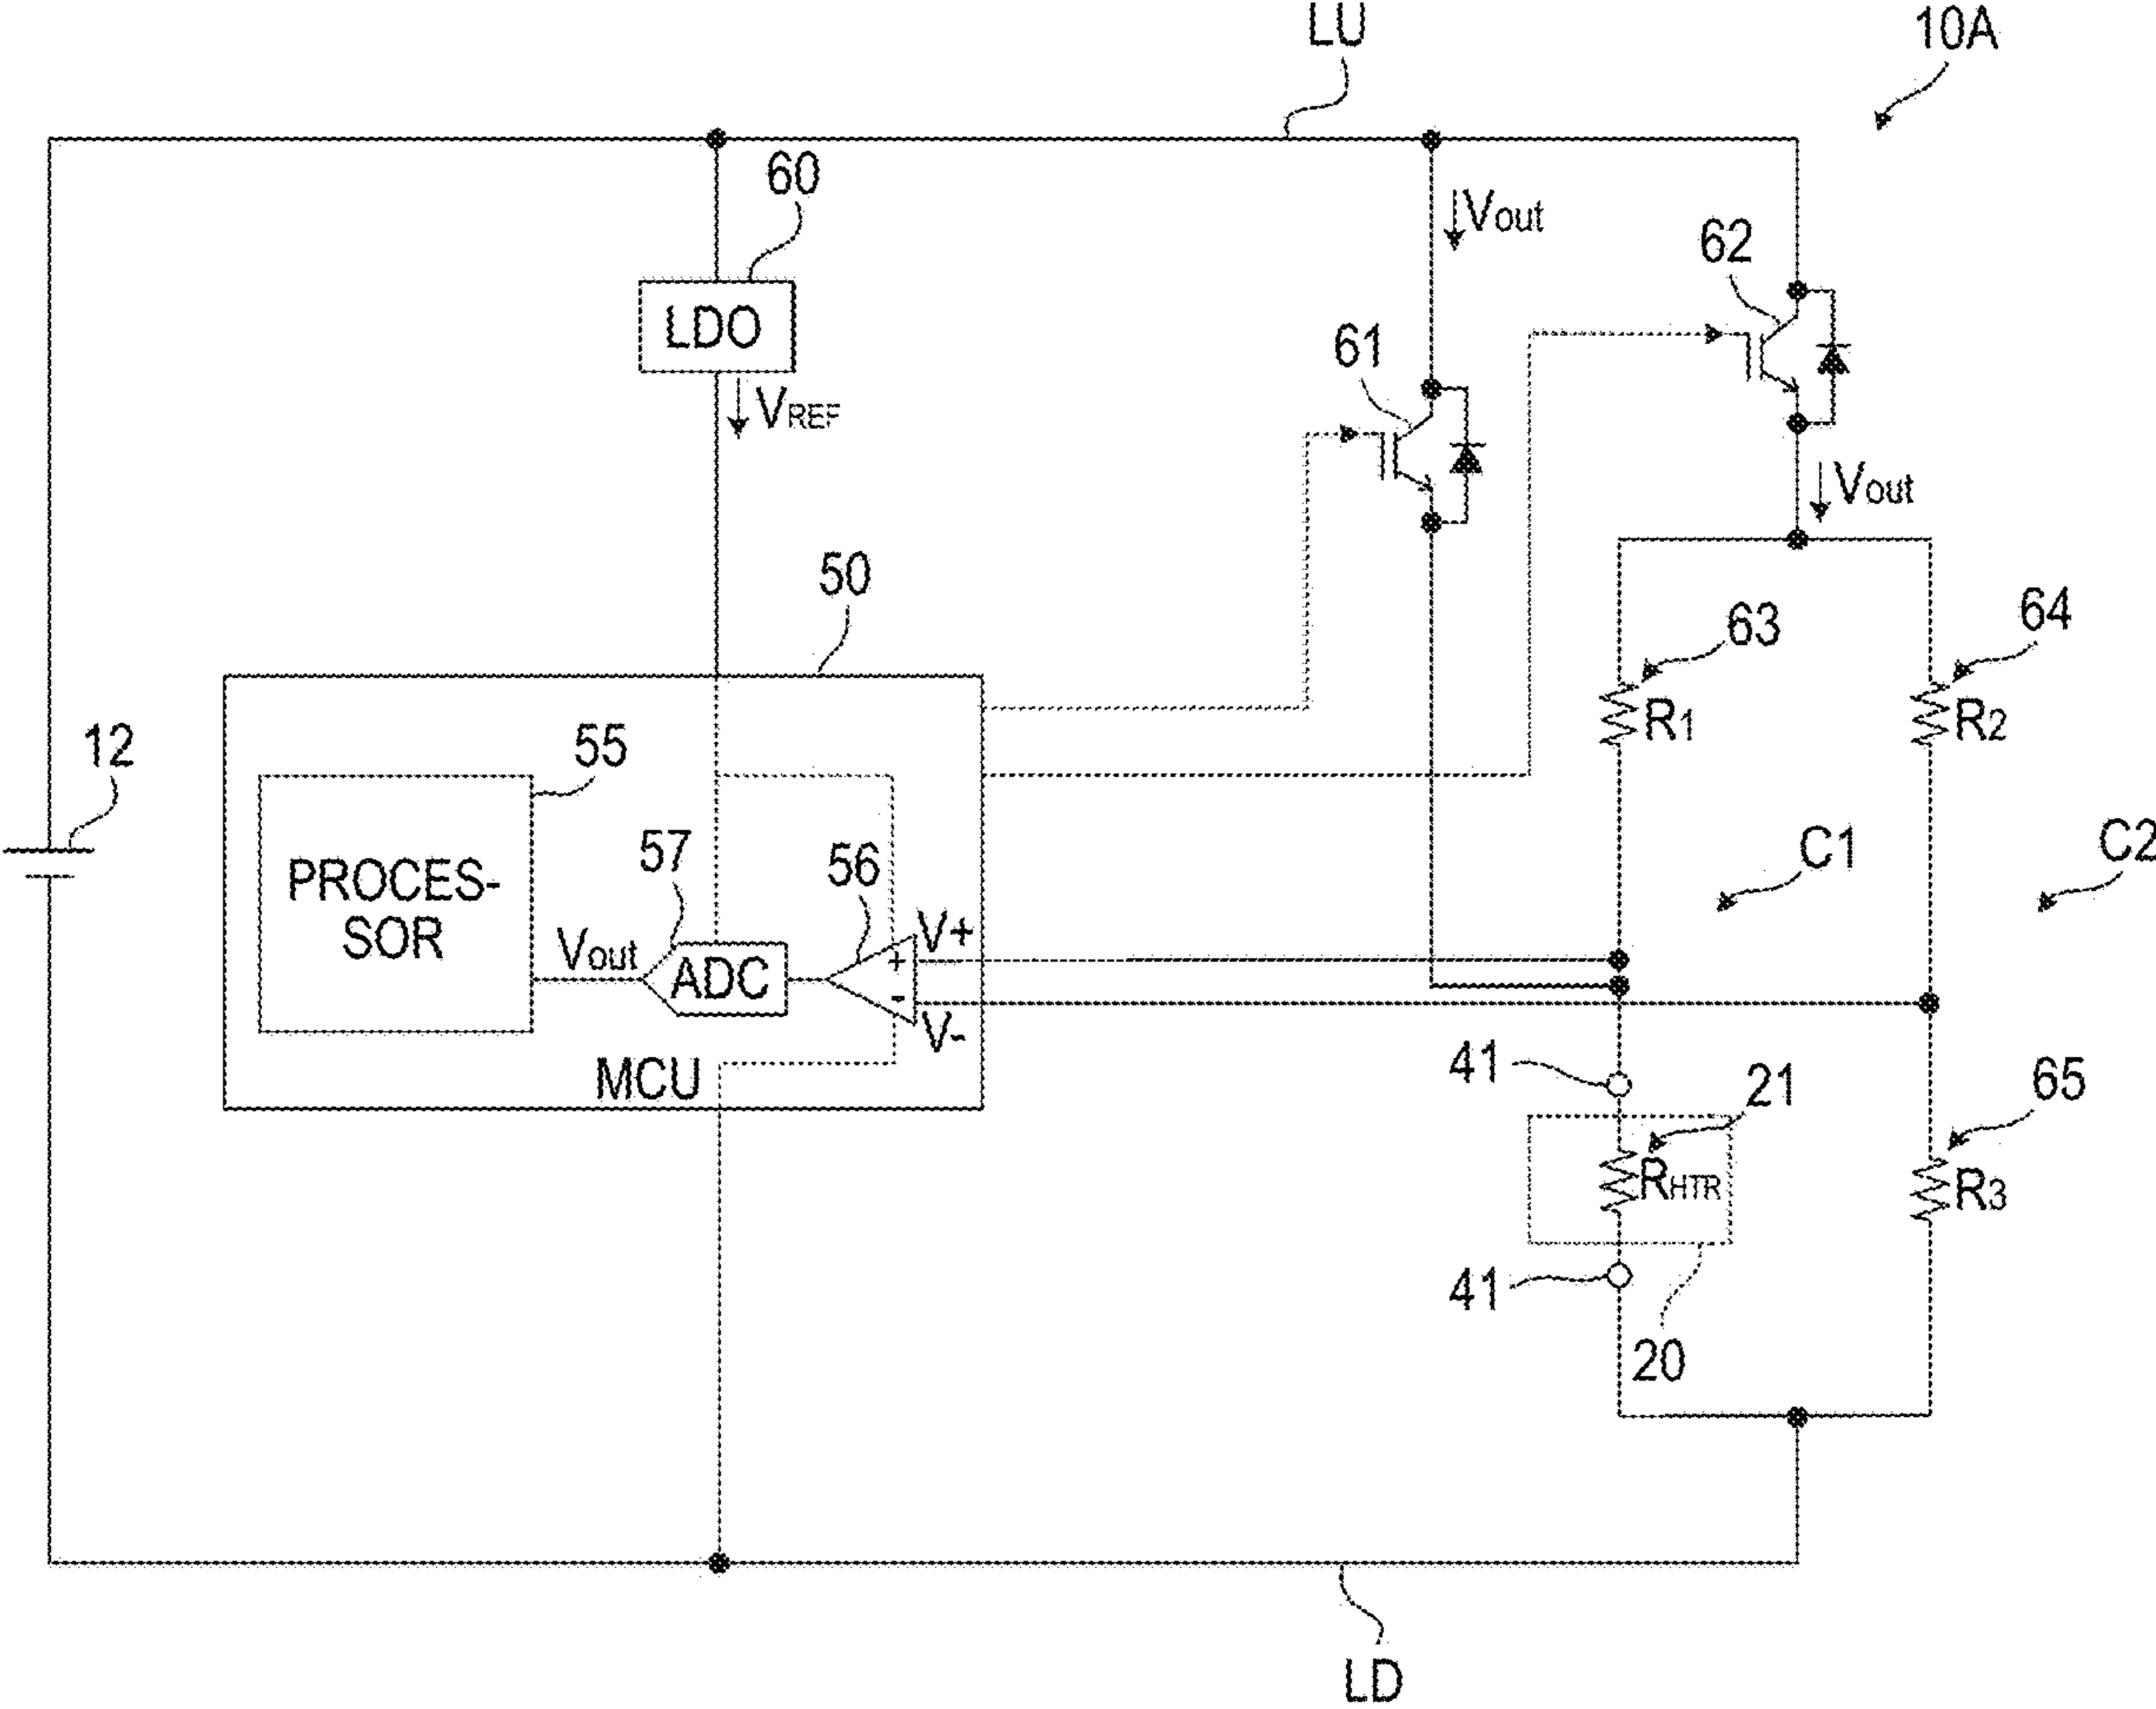 LU
10A
60
Vout
62
LDO
61
VREF
Vout
50
63
64
R1
R2
12
55
57
56
C1
C2
PROCES-
SOR
Vout
ADC
V+
+
-
V-
MCU
41
21
65
RHTR
R3
41
20
LD